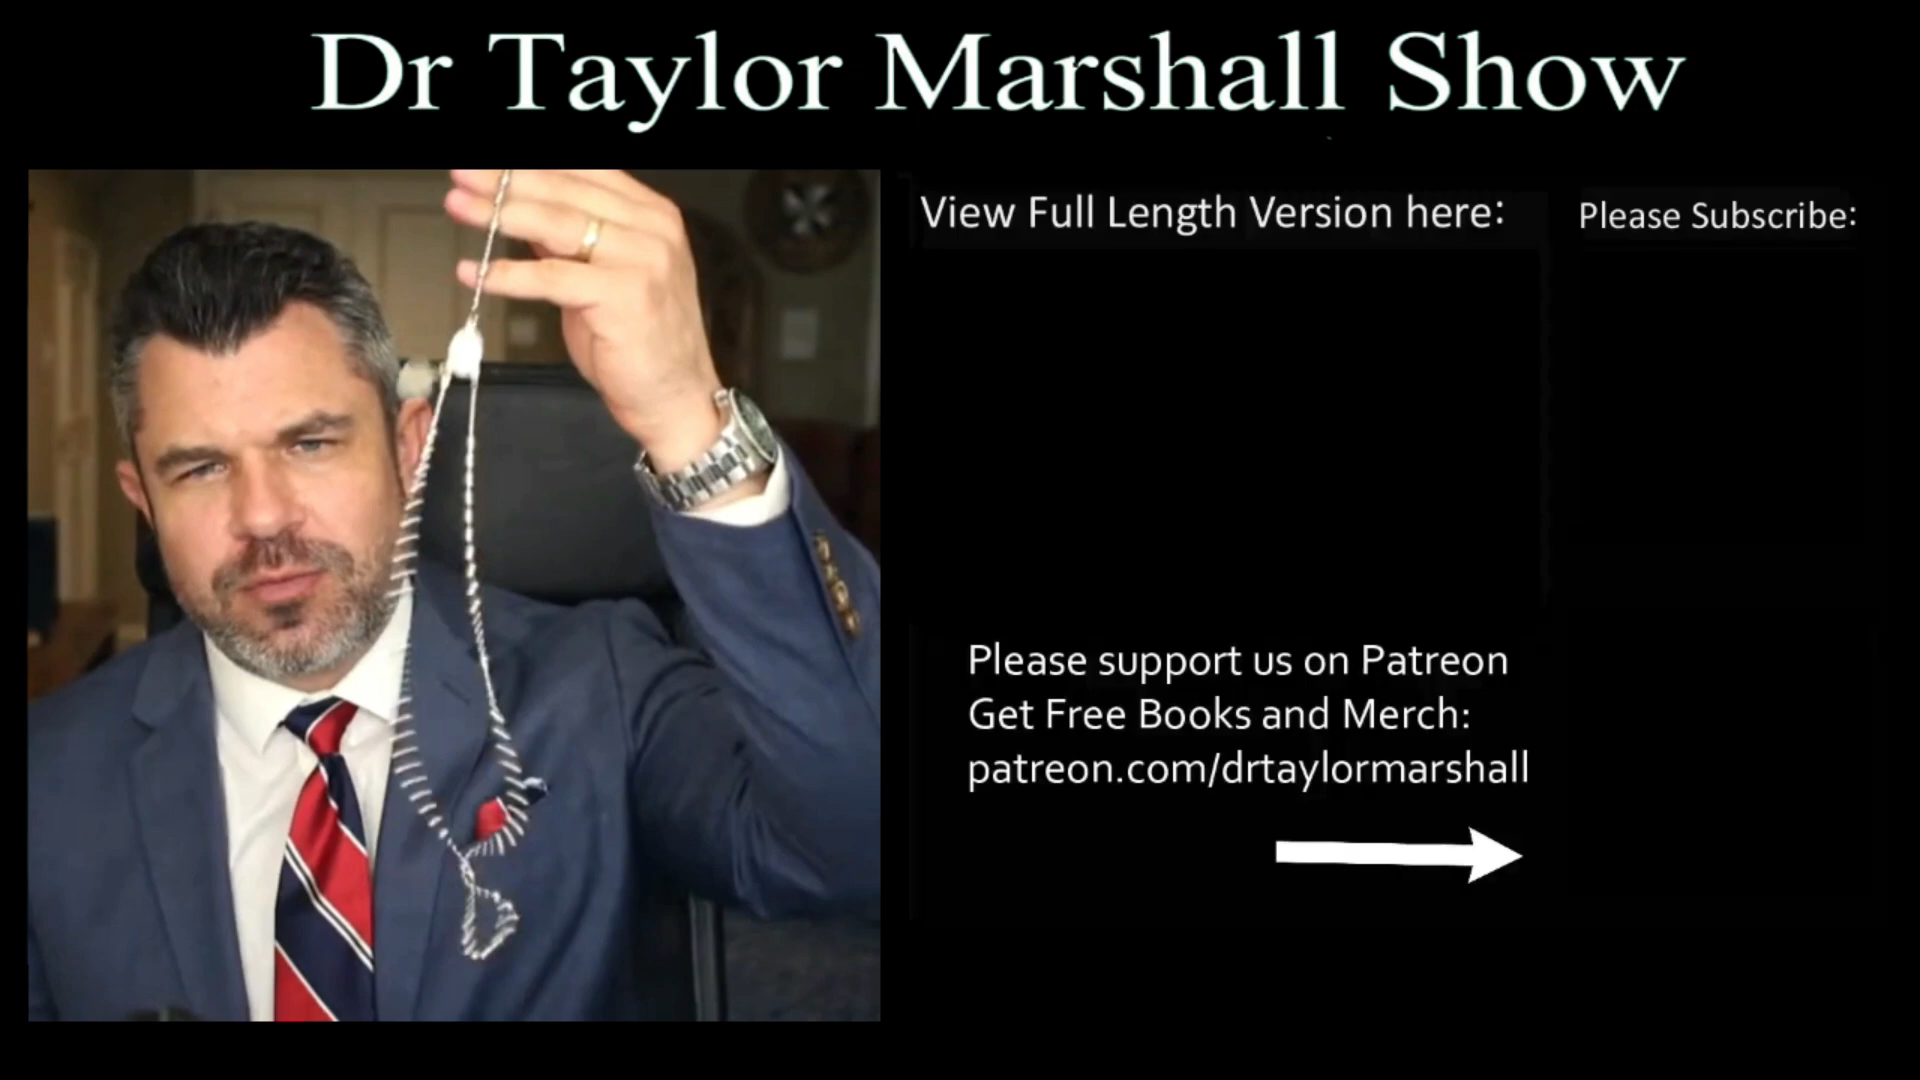 Dr Taylor Marshall Show
View Full Length Version here:
Please Subscribe:
Please support us on Patreon
Get Free Books and Merch:
patreon.com/drtaylormarshall